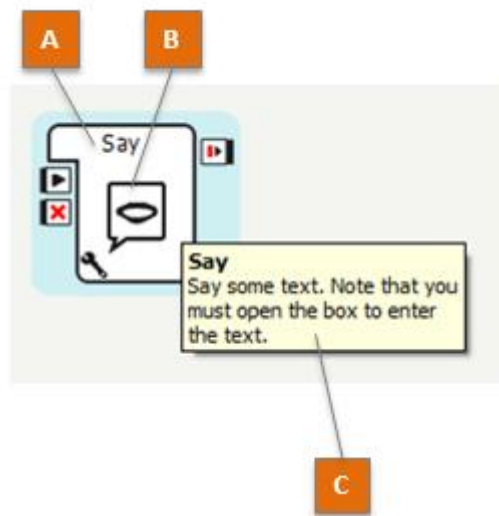 A
B
Say
Say
Say some text. Note that you
must open the box to enter
the text.
C